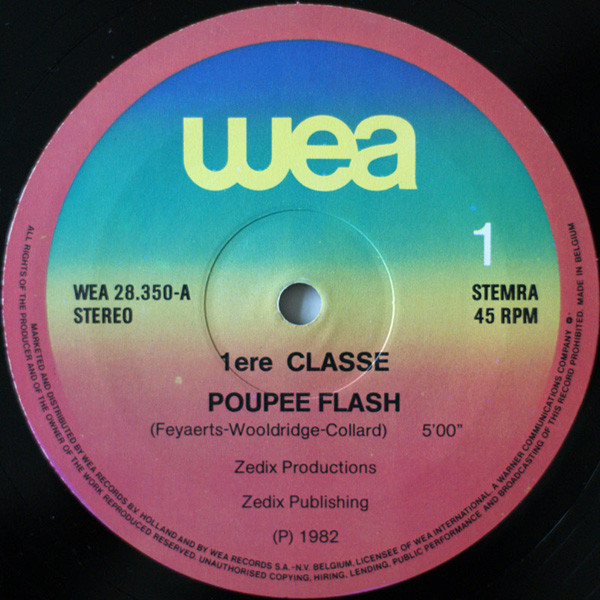 wea
1
WEA 28.350-A
STEREO
STEMRA
45 RPM
1ere CLASSE
POUPEE FLASH
(Feyaerts-Wooldridge-Collard) 5'00"
Zedix Productions
Zedix Publishing
(P) 1982
ALL RIGHTS OF THE PRODUCER AND OF THE OWNER OF THE WORK REPRODUCED RESERVED. UNAUTHORISED COPYING, HIRING, LENDING, PUBLIC PERFORMANCE AND BROADCASTING OF THIS RECORD PROHIBITED. MADE IN BELGIUM
MARKETED AND DISTRIBUTED BY WEA RECORDS B.V. HOLLAND AND BY WEA RECORDS S.A.-N.V. BELGIUM, LICENSEE OF WEA INTERNATIONAL. A WARNER COMMUNICATIONS COMPANY